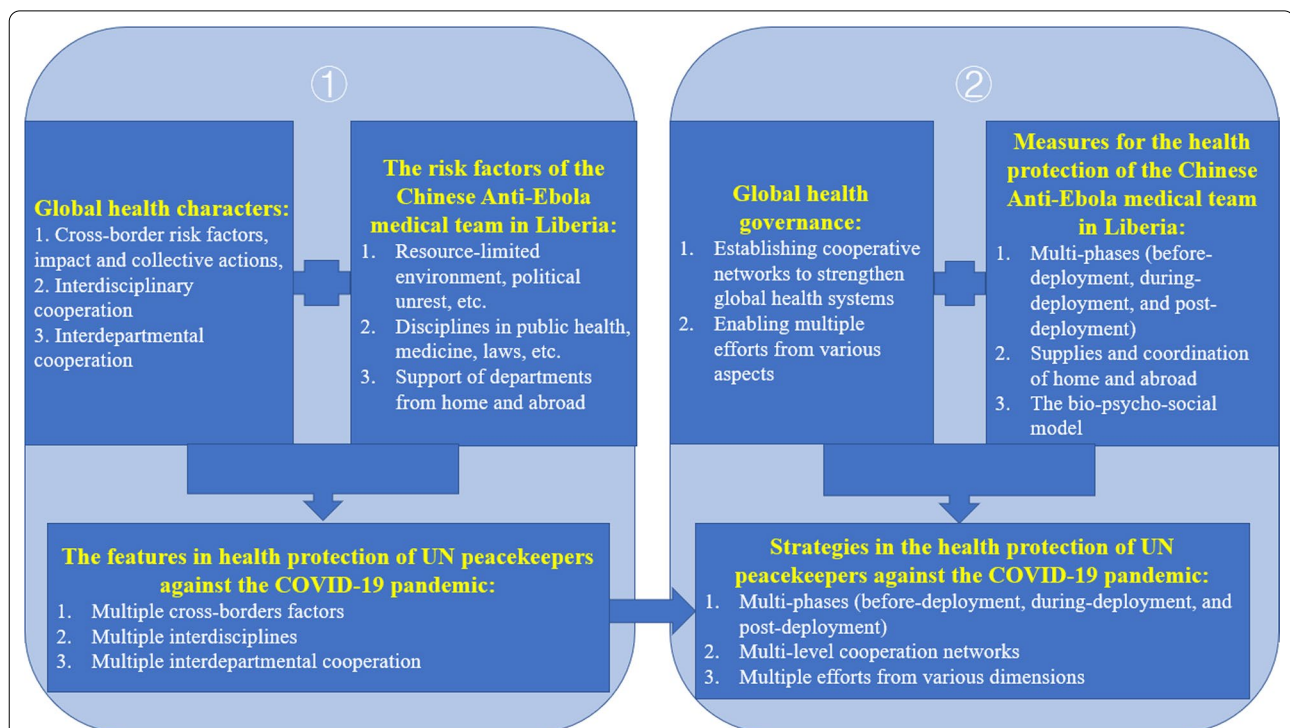 ①
Global health characters:
1. Cross-border risk factors,
impact and collective actions,
2. Interdisciplinary
cooperation
3. Interdepartmental
cooperation
The risk factors of the
Chinese Anti-Ebola
medical team in Liberia:
1. Resource-limited
environment, political
unrest, etc.
2. Disciplines in public health,
medicine, laws, etc.
3. Support of departments
from home and abroad
The features in health protection of UN peacekeepers
against the COVID-19 pandemic:
1. Multiple cross-borders factors
2. Multiple interdisciplines
3. Multiple interdepartmental cooperation
②
Global health
governance:
1. Establishing cooperative
networks to strengthen
global health systems
2. Enabling multiple
efforts from various
aspects
Measures for the health
protection of the Chinese
Anti-Ebola medical team
in Liberia:
1. Multi-phases (before-
deployment, during-
deployment, and post-
deployment)
2. Supplies and coordination
of home and abroad
3. The bio-psycho-social
model
Strategies in the health protection of UN
peacekeepers against the COVID-19 pandemic:
1. Multi-phases (before-deployment, during-deployment, and
post-deployment)
2. Multi-level cooperation networks
3. Multiple efforts from various dimensions